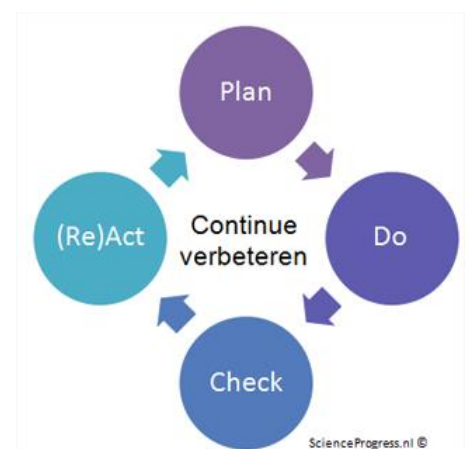 Plan
Do
Check
(Re)Act
Continue
verbeteren
ScienceProgress.nl ©